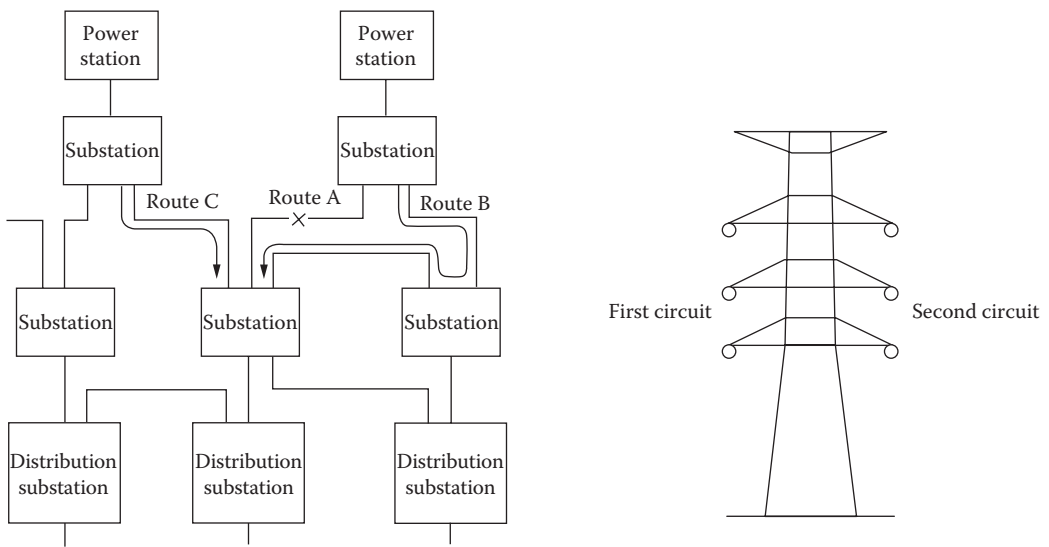 Power
station
Power
station
Substation
Substation
Route C
Route A
Route B
Substation
Substation
Substation
Distribution
substation
Distribution
substation
Distribution
substation
First circuit
Second circuit